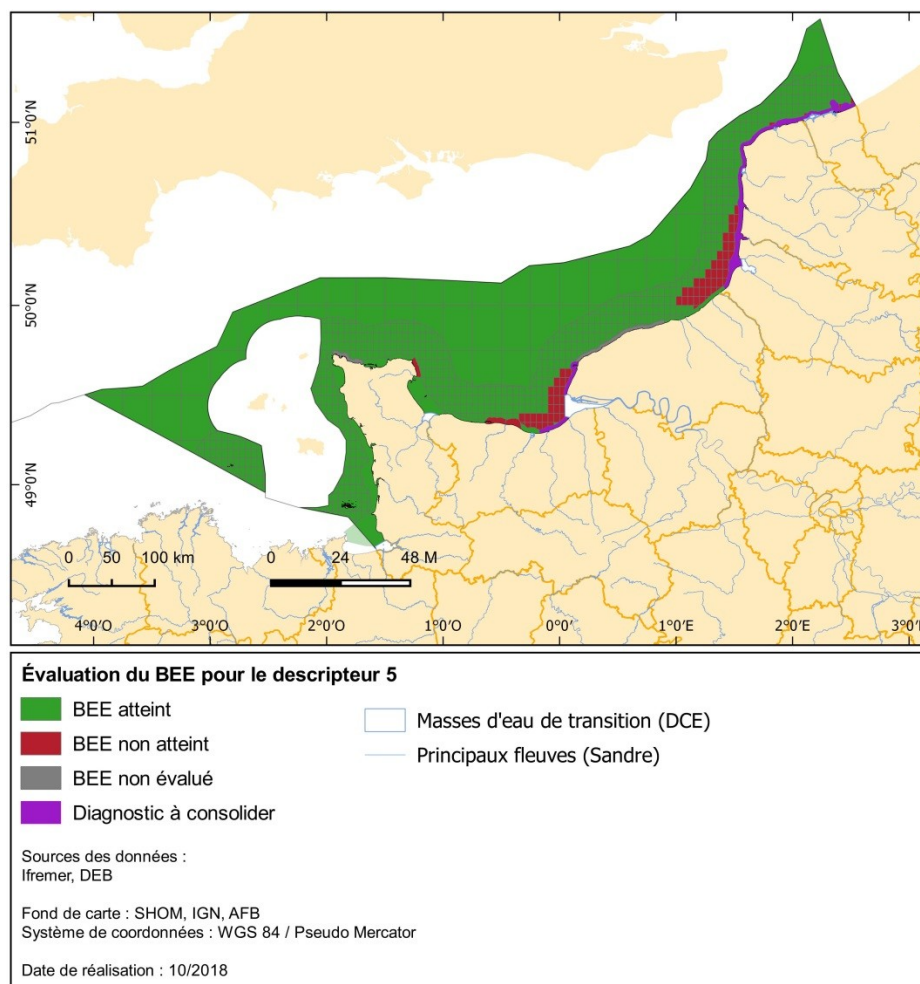 51°0'N
50°0'N
49°0'N
0 50 100 km
0 24 48 M
4°0'O 3°0'O 2°0'O 1°0'O 0°0'E 1°0'E 2°0'E 3°0'
Évaluation du BEE pour le descripteur 5
BEE atteint
BEE non atteint
BEE non évalué
Diagnostic à consolider
Masses d'eau de transition (DCE)
Principaux fleuves (Sandre)
Sources des données :
Ifremer, DEB
Fond de carte : SHOM, IGN, AFB
Système de coordonnées : WGS 84 / Pseudo Mercator
Date de réalisation : 10/2018